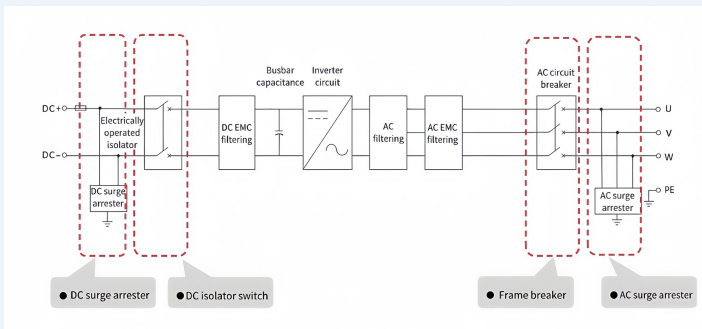 Busbar
capacitance
Inverter
circuit
AC circuit
breaker
DC+
Electrically
operated
isolator
DC-
DC EMC
filtering
AC
filtering
AC EMC
filtering
U
V
W
PE
DC surge
arrester
AC surge
arrester
● DC surge arrester
● DC isolator switch
● Frame breaker
● AC surge arrester